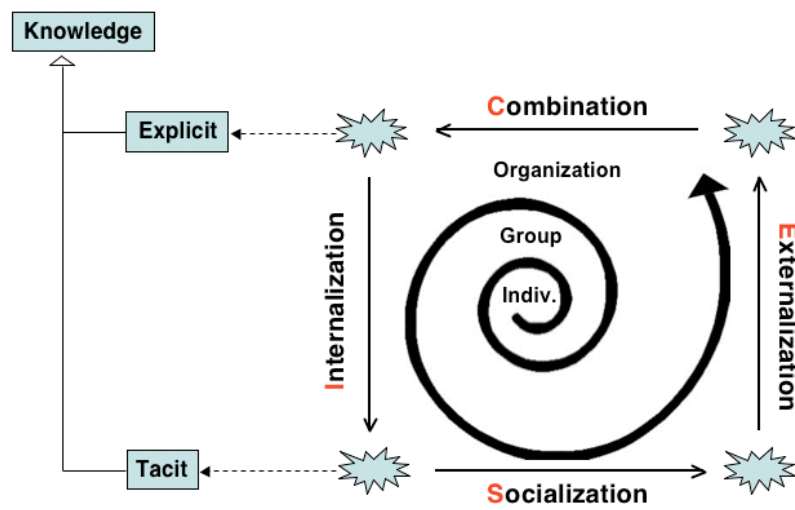 Knowledge
Combination
Explicit
Organization
Internalization
Group
Externalization
Indiv.
Tacit
Socialization